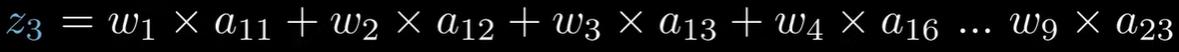 z₃ = w₁ × a₁₁ + w₂ × a₁₂ + w₃ × a₁₃ + w₄ × a₁₆ ... w₉ × a₂₃